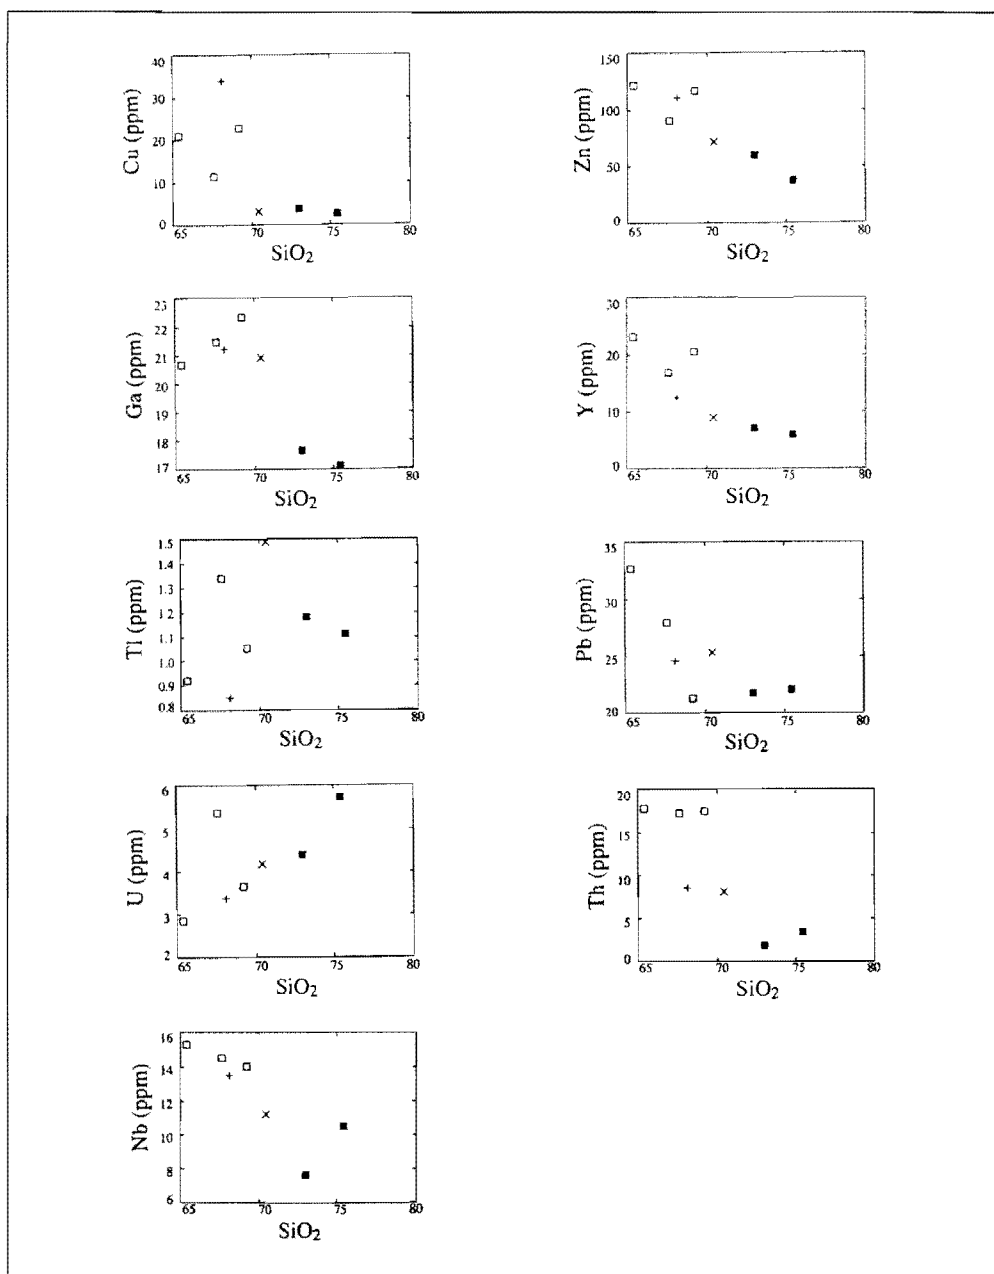 Cu (ppm)
40
30
20
10
0
65 70 75 80
SiO2
Zn (ppm)
150
100
50
0
65 70 75 80
SiO2
Ga (ppm)
23
22
21
20
19
18
17
65 70 75 80
SiO2
Y (ppm)
30
20
10
0
65 70 75 80
SiO2
Tl (ppm)
1.5
1.4
1.3
1.2
1.1
1.0
0.9
0.8
65 70 75 80
SiO2
Pb (ppm)
35
30
25
20
65 70 75 80
SiO2
U (ppm)
6
5
4
3
2
65 70 75 80
SiO2
Th (ppm)
20
15
10
5
0
65 70 75 80
SiO2
Nb (ppm)
16
14
12
10
8
6
65 70 75 80
SiO2